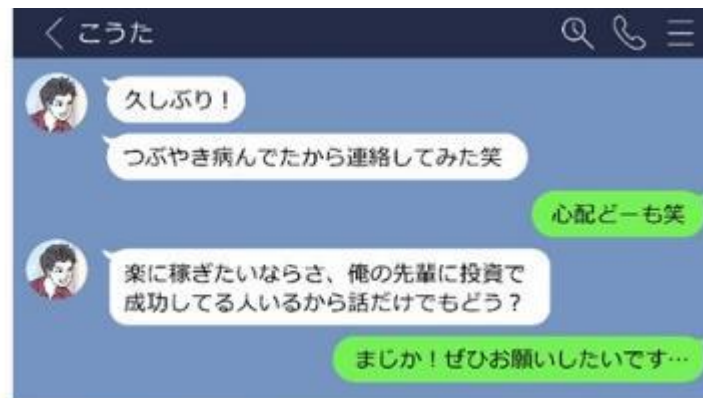 こうた
久しぶり！
つぶやき病んでたから連絡してみた笑
心配どーも笑
楽に稼ぎたいならさ、俺の先輩に投資で
成功してる人いるから話だけでもどう？
まじか！ぜひお願いしたいです…